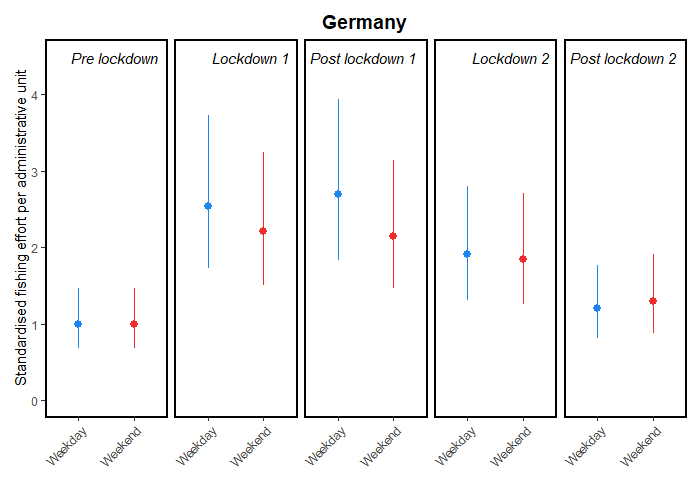 Germany
Pre lockdown
Lockdown 1
Post lockdown 1
Lockdown 2
Post lockdown 2
Standardised fishing effort per administrative unit
4
3
2
1
0
Weekday
Weekend
Weekday
Weekend
Weekday
Weekend
Weekday
Weekend
Weekday
Weekend